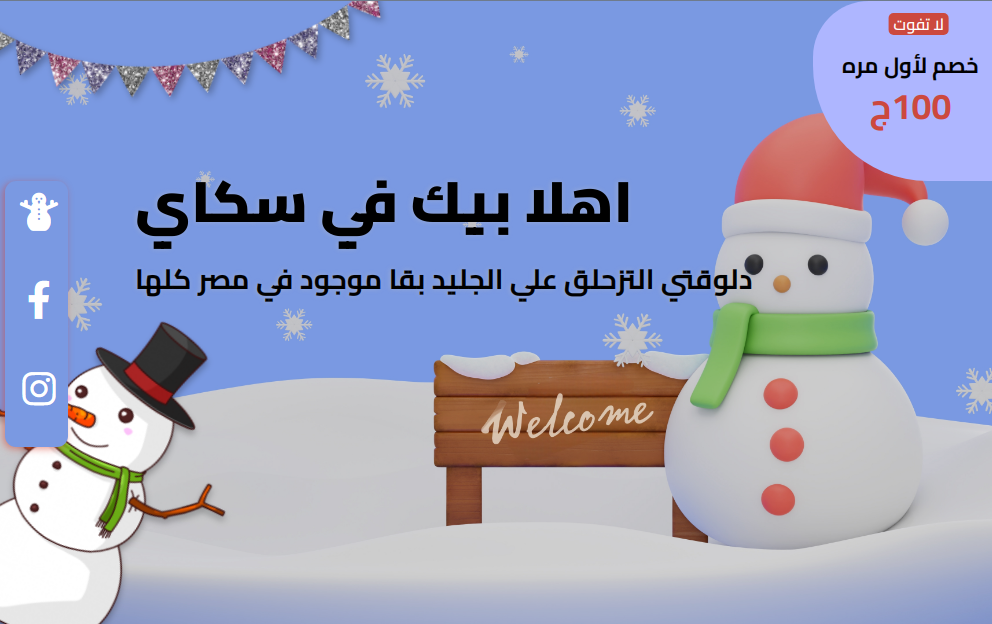 لا تفوت
خصم لأول مره
100ج
اهلا بيك في سكاي
دلوقتي التزحلق علي الجليد بقا موجود في مصر كلها
Welcome